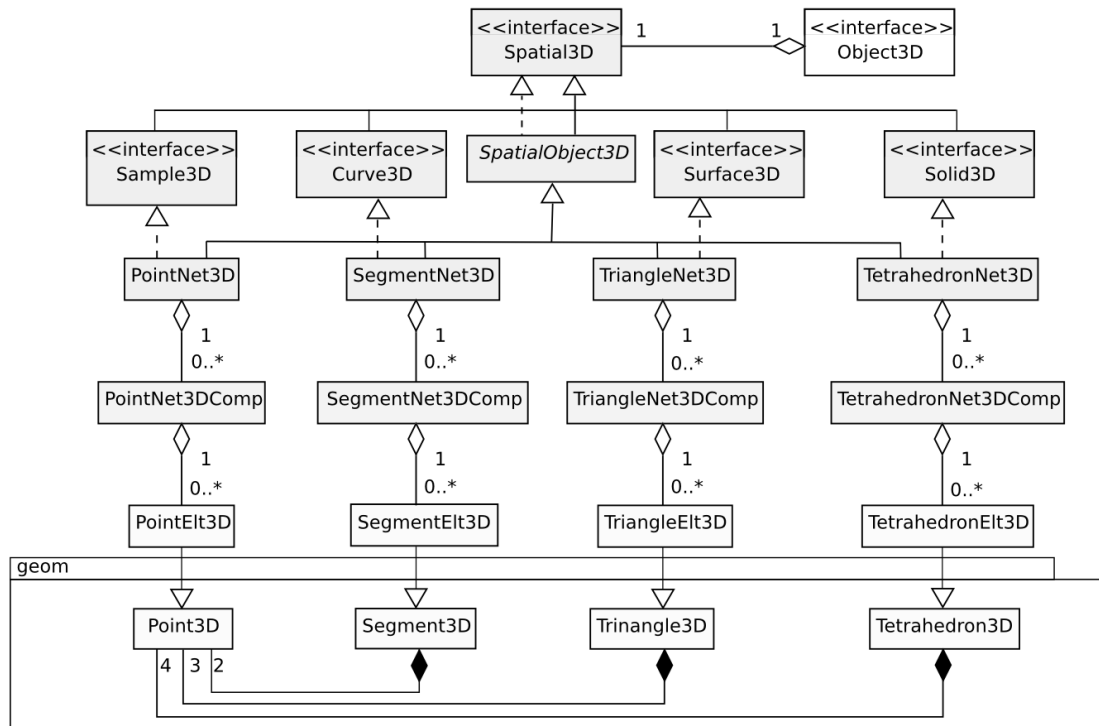 <<interface>>
Spatial3D
1
1
<<interface>>
Object3D
<<interface>>
Sample3D
<<interface>>
Curve3D
SpatialObject3D
<<interface>>
Surface3D
<<interface>>
Solid3D
PointNet3D
SegmentNet3D
TriangleNet3D
TetrahedronNet3D
1
0..*
1
0..*
1
0..*
1
0..*
PointNet3DComp
SegmentNet3DComp
TriangleNet3DComp
TetrahedronNet3DComp
1
0..*
1
0..*
1
0..*
1
0..*
PointElt3D
SegmentElt3D
TriangleElt3D
TetrahedronElt3D
geom
Point3D
Segment3D
Trinangle3D
Tetrahedron3D
4 3 2